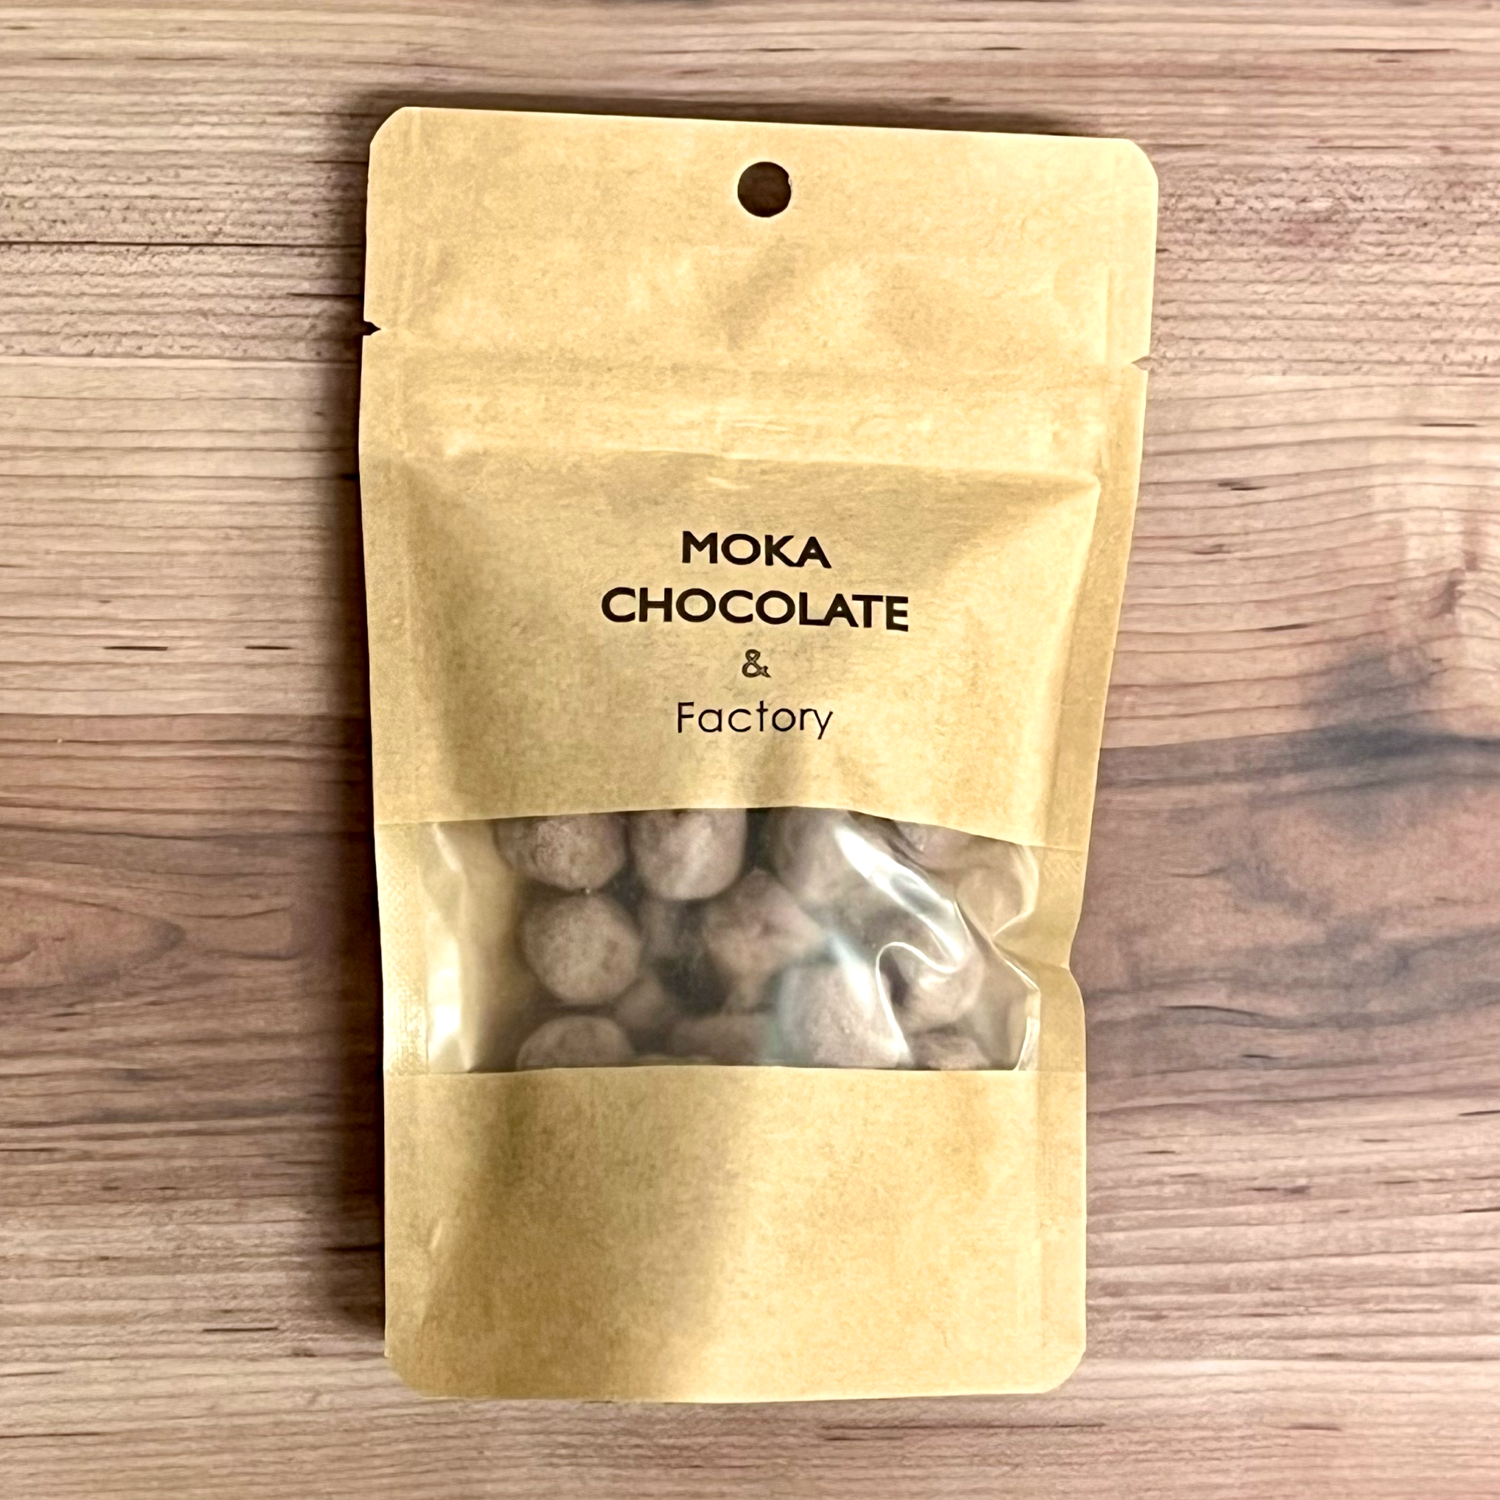 MOKA
CHOCOLATE
&
Factory